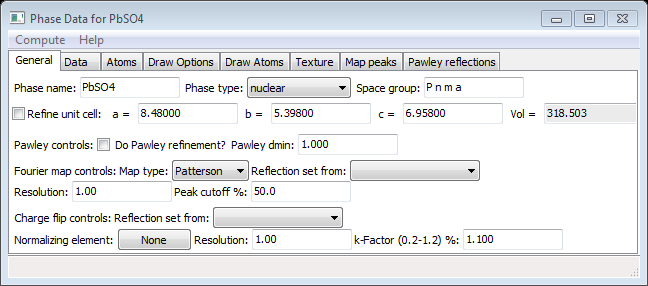 Phase Data for PbSO4
Compute Help
General Data Atoms Draw Options Draw Atoms Texture Map peaks Pawley reflections
Phase name: PbSO4 Phase type: nuclear Space group: P n m a
Refine unit cell: a = 8.48000 b = 5.39800 c = 6.95800 Vol = 318.503
Pawley controls: Do Pawley refinement? Pawley dmin: 1.000
Fourier map controls: Map type: Patterson Reflection set from:
Resolution: 1.00 Peak cutoff %: 50.0
Charge flip controls: Reflection set from:
Normalizing element: None Resolution: 1.00 k-Factor (0.2-1.2) %: 1.100